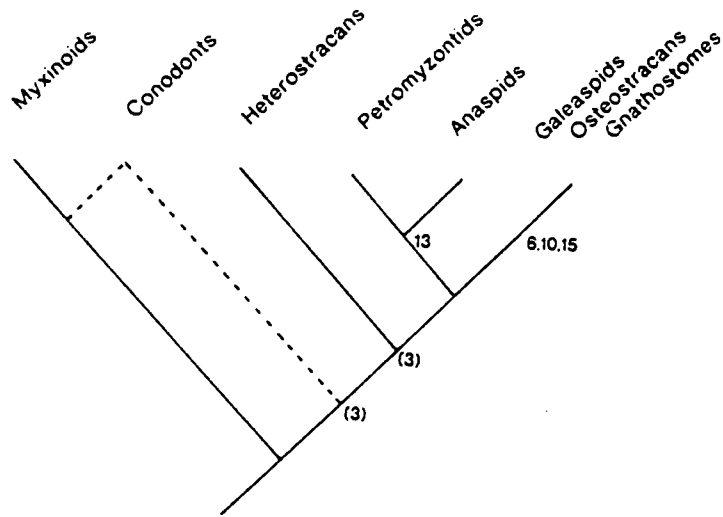 Myxinoids
Conodonts
Heterostracans
Petromyzontids
Anaspids
Galeaspids
Osteostracans
Gnathostomes
13
6.10.15
(3)
(3)